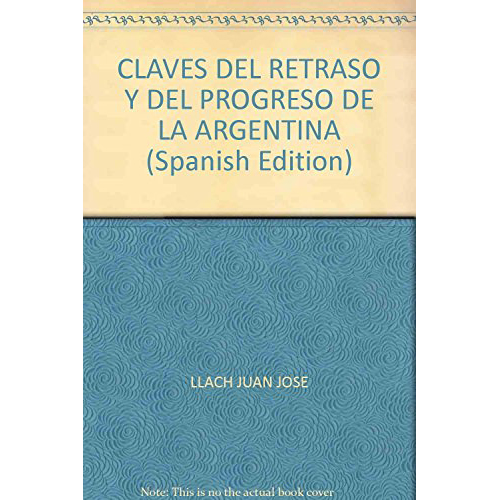 CLAVES DEL RETRASO
Y DEL PROGRESO DE
LA ARGENTINA
(Spanish Edition)
LLACH JUAN JOSE
Note: This is no the actual book cover